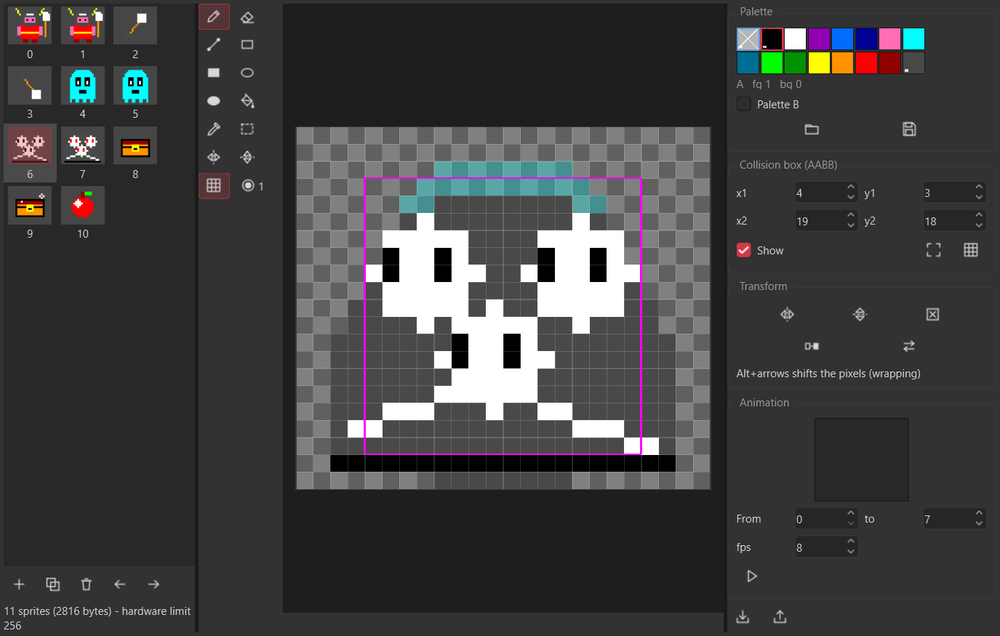 0
1
2
3
4
5
6
7
8
9
10
11 sprites (2816 bytes) - hardware limit
256
1
Palette
A fq 1 bq 0
Palette B
Collision box (AABB)
x1 4 y1 3
x2 19 y2 18
Show
Transform
Alt+arrows shifts the pixels (wrapping)
Animation
From 0 to 7
fps 8